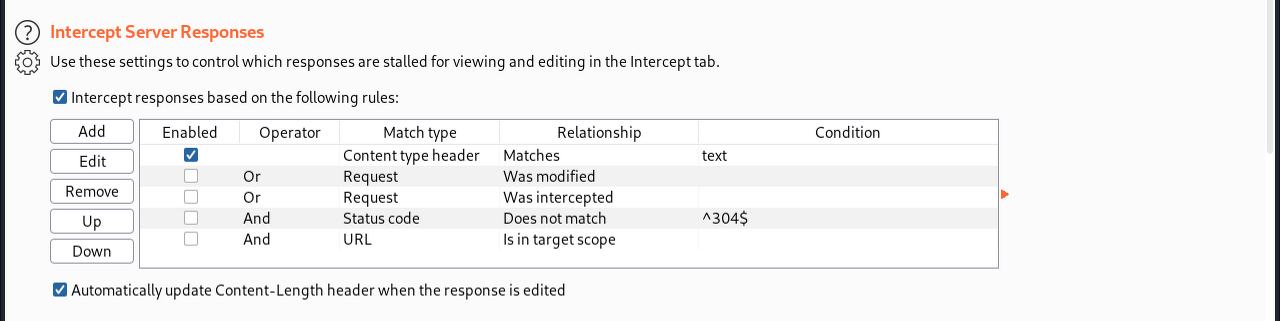 Intercept Server Responses
Use these settings to control which responses are stalled for viewing and editing in the Intercept tab.
Intercept responses based on the following rules:
Add
Edit
Remove
Up
Down
Enabled Operator Match type Relationship Condition
Content type header Matches text
Or Request Was modified
Or Request Was intercepted
And Status code Does not match ^304$
And URL Is in target scope
Automatically update Content-Length header when the response is edited